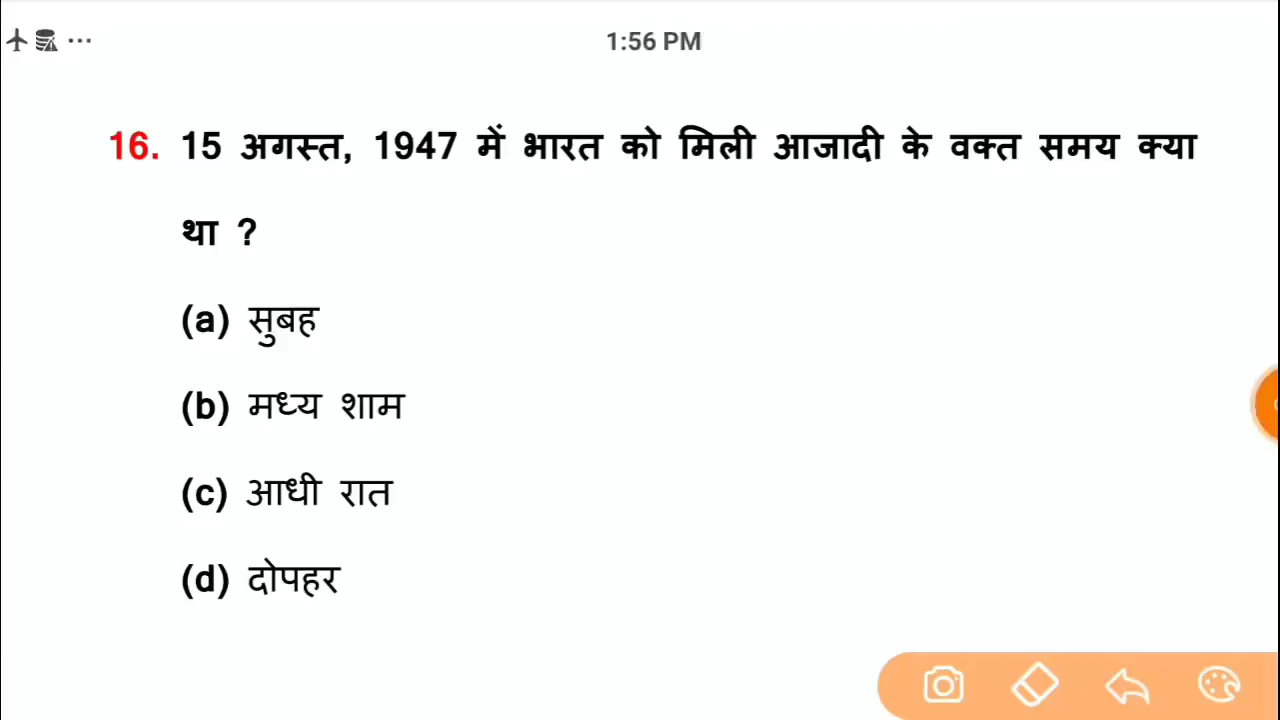 1:56 PM
16. 15 अगस्त, 1947 में भारत को मिली आजादी के वक्त समय क्या
था ?
(a) सुबह
(b) मध्य शाम
(c) आधी रात
(d) दोपहर